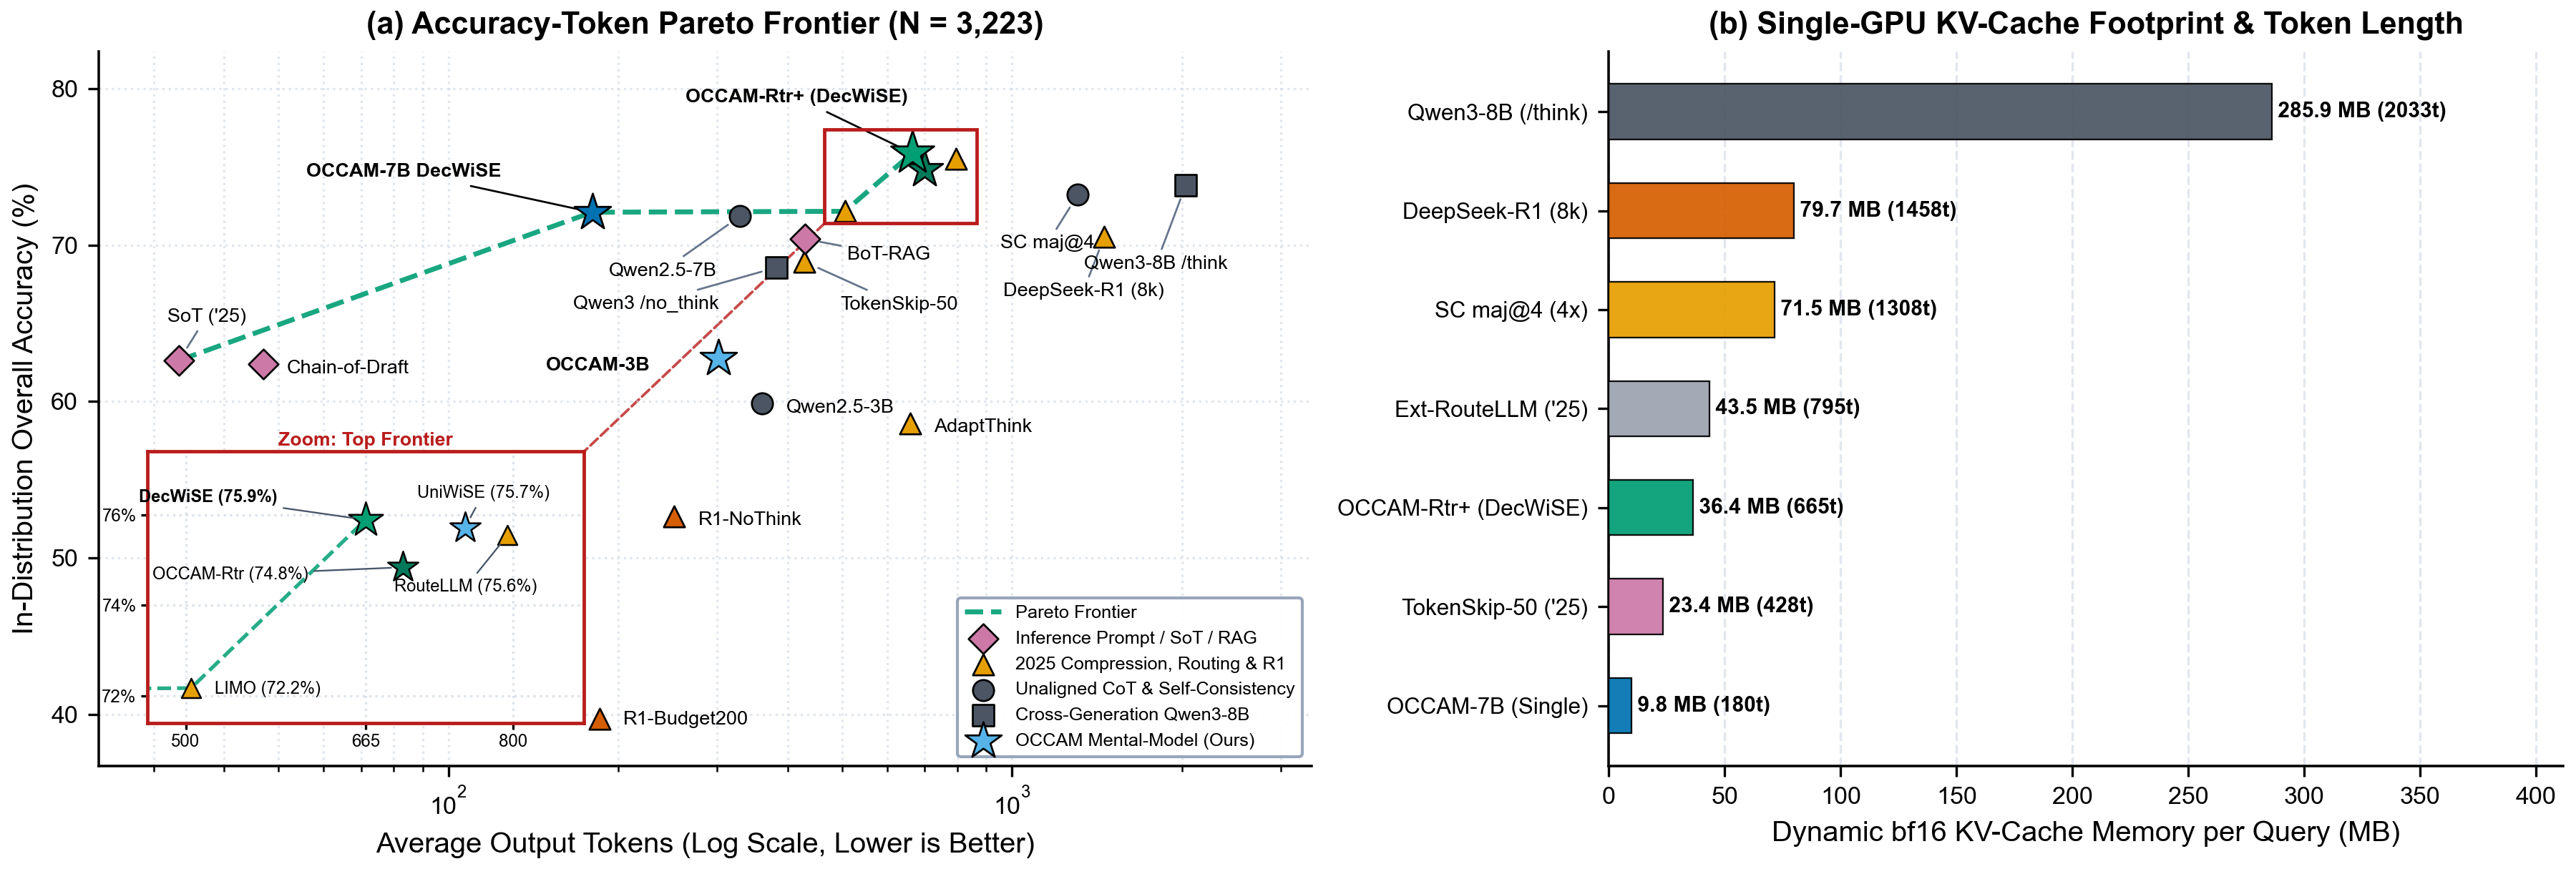 (a) Accuracy-Token Pareto Frontier (N = 3,223)
In-Distribution Overall Accuracy (%)
80
70
60
50
40
OCCAM-Rtr+ (DecWiSE)
OCCAM-7B DecWiSE
SC maj@4
BoT-RAG
Qwen2.5-7B
Qwen3-8B /think
DeepSeek-R1 (8k)
Qwen3 /no_think
TokenSkip-50
SoT ('25)
Chain-of-Draft
OCCAM-3B
Qwen2.5-3B
AdaptThink
R1-NoThink
R1-Budget200
Zoom: Top Frontier
DecWiSE (75.9%)
UniWiSE (75.7%)
76%
OCCAM-Rtr (74.8%)
RouteLLM (75.6%)
74%
72%
LIMO (72.2%)
500
665
800
Pareto Frontier
Inference Prompt / SoT / RAG
2025 Compression, Routing & R1
Unaligned CoT & Self-Consistency
Cross-Generation Qwen3-8B
OCCAM Mental-Model (Ours)
10²
10³
Average Output Tokens (Log Scale, Lower is Better)
(b) Single-GPU KV-Cache Footprint & Token Length
Qwen3-8B (/think)
285.9 MB (2033t)
DeepSeek-R1 (8k)
79.7 MB (1458t)
SC maj@4 (4x)
71.5 MB (1308t)
Ext-RouteLLM ('25)
43.5 MB (795t)
OCCAM-Rtr+ (DecWiSE)
36.4 MB (665t)
TokenSkip-50 ('25)
23.4 MB (428t)
OCCAM-7B (Single)
9.8 MB (180t)
0
50
100
150
200
250
300
350
400
Dynamic bf16 KV-Cache Memory per Query (MB)